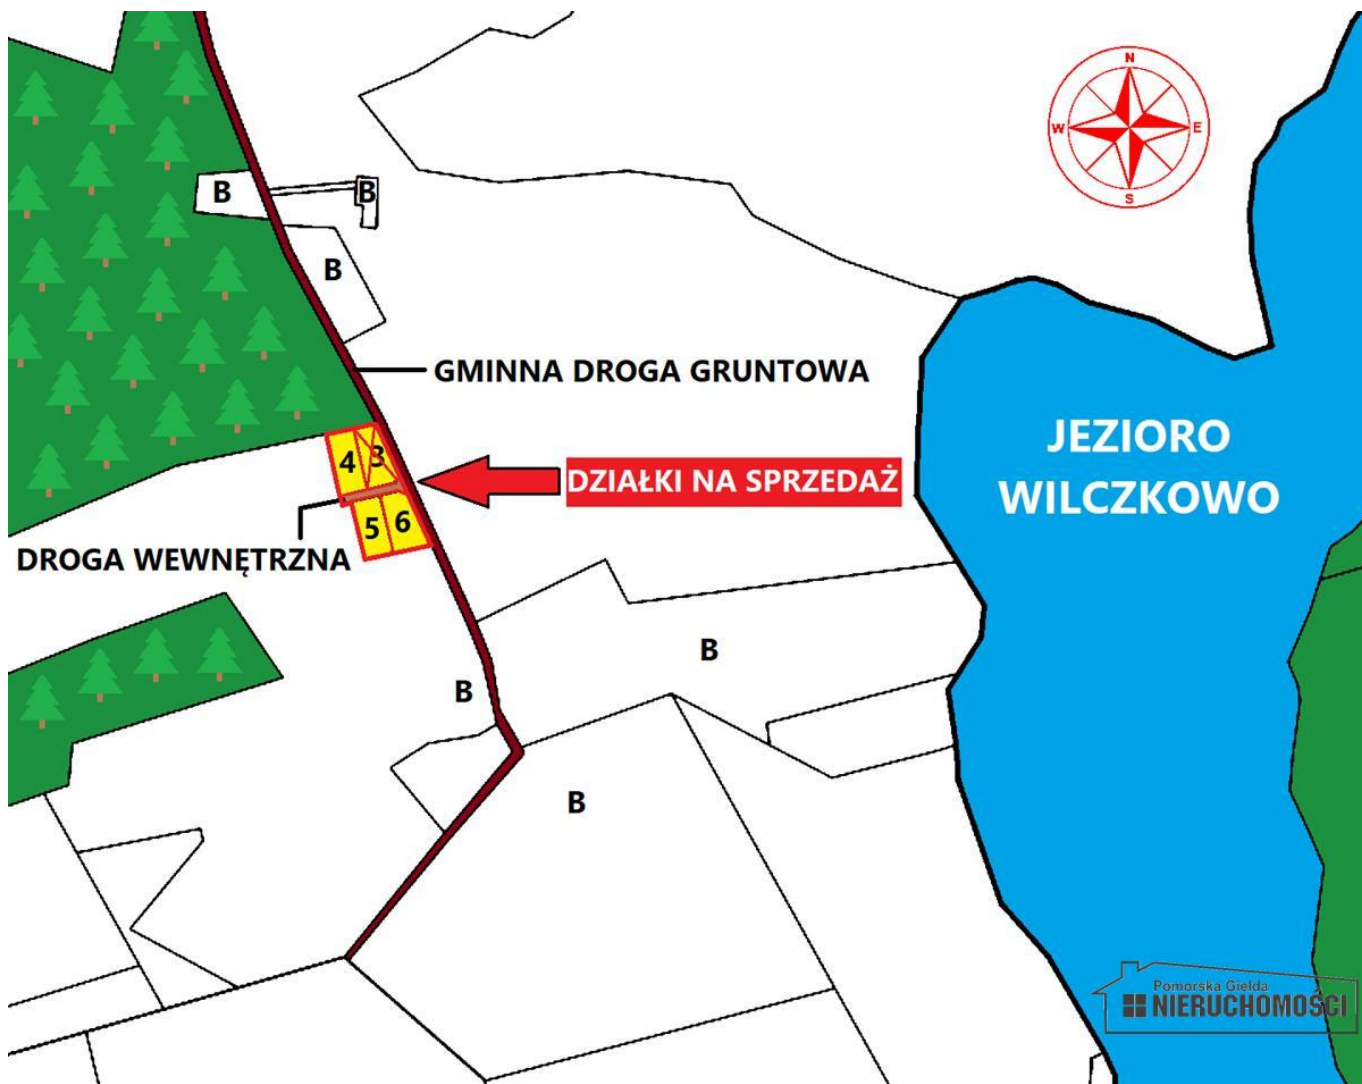 N
W
E
S
B
B
B
GMINNA DROGA GRUNTOWA
JEZIORO
WILCZKOWO
4
3
DZIAŁKI NA SPRZEDAŻ
5
6
DROGA WEWNĘTRZNA
B
B
B
Pomorska Giełda
NIERUCHOMOŚCI